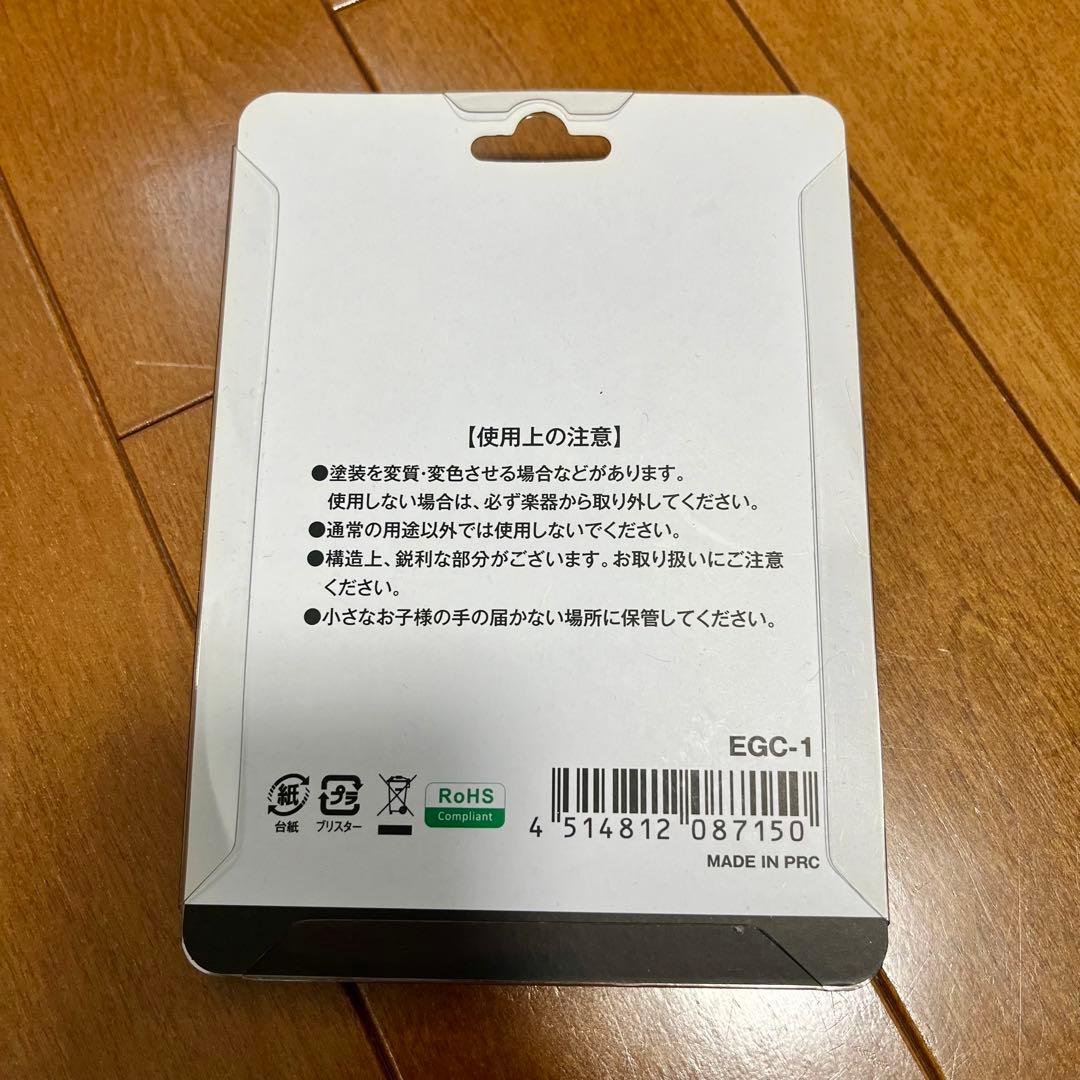 【使用上の注意】
●塗装を変質・変色させる場合などがあります。
使用しない場合は、必ず楽器から取り外してください。
●通常の用途以外では使用しないでください。
●構造上、鋭利な部分がございます。お取り扱いにご注意
ください。
●小さなお子様の手の届かない場所に保管してください。
EGC-1
紙
台紙
プラ
ブリスター
RoHS
Compliant
4 514812 087150
MADE IN PRC